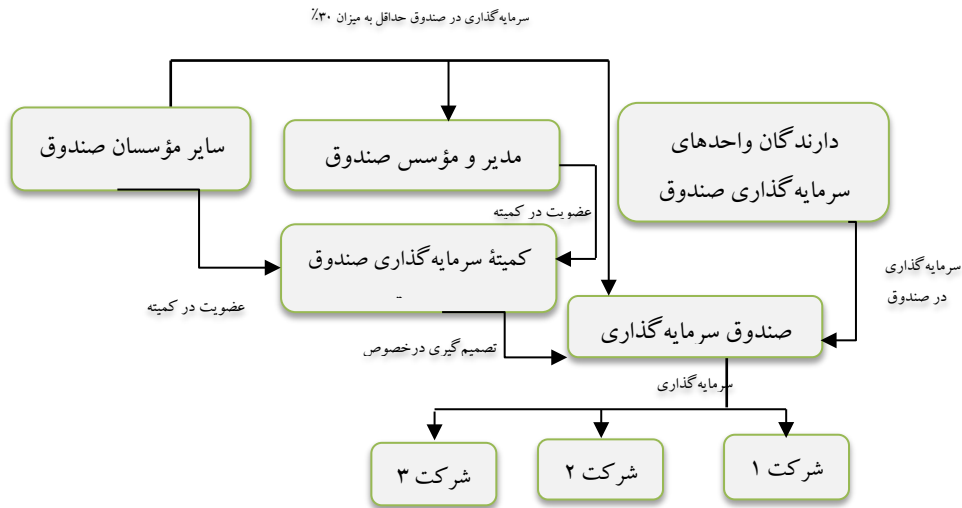 سرمایه‌گذاری در صندوق حداقل به میزان ۳۰٪
سایر مؤسسان صندوق
مدیر و مؤسس صندوق
دارندگان واحدهای
سرمایه‌گذاری صندوق
عضویت در کمیته
کمیتهٔ سرمایه‌گذاری صندوق
سرمایه‌گذاری
در صندوق
عضویت در کمیته
صندوق سرمایه‌گذاری
تصمیم‌گیری درخصوص
سرمایه‌گذاری
شرکت ۱
شرکت ۲
شرکت ۳